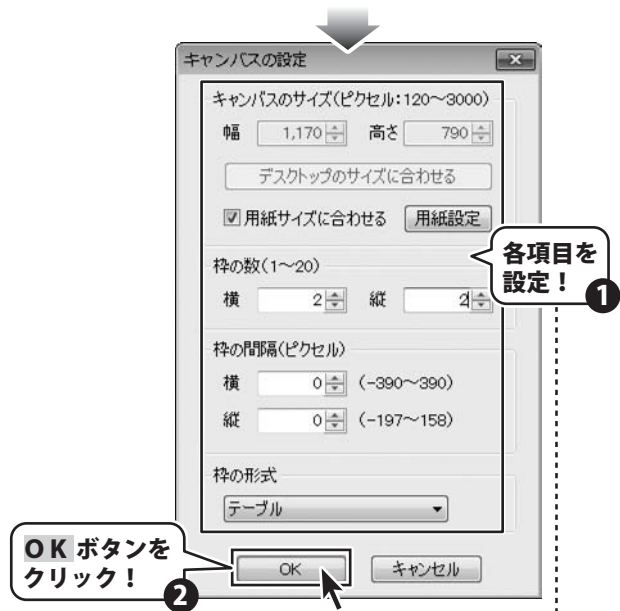 キャンバスの設定
キャンバスのサイズ(ピクセル:120～3000)
幅 1,170 高さ 790
デスクトップのサイズに合わせる
用紙サイズに合わせる 用紙設定
各項目を
設定！
1
枠の数(1～20)
横 2 縦 2
枠の間隔(ピクセル)
横 0 (-390～390)
縦 0 (-197～158)
枠の形式
テーブル
OK ボタンを
クリック！
2
OK キャンセル